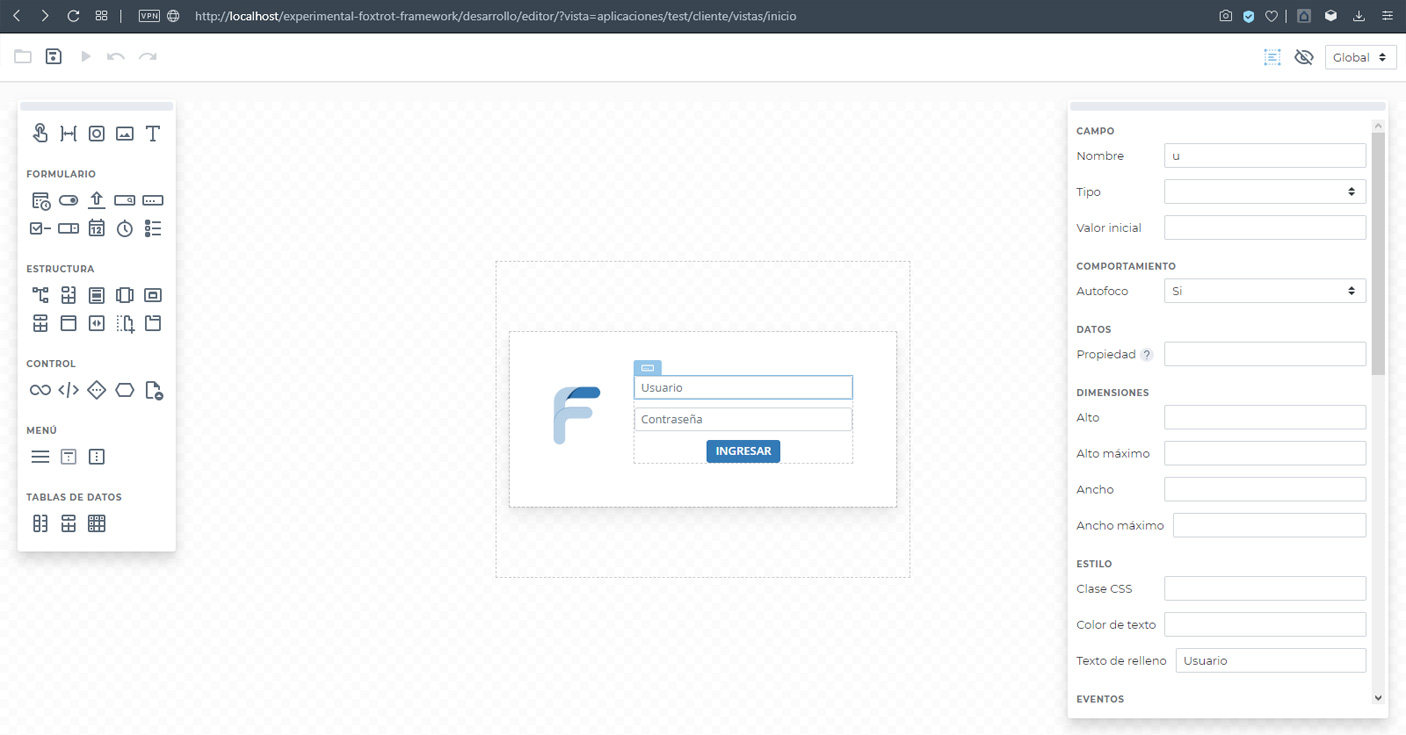 VPN http://localhost/experimental-foxtrot-framework/desarrollo/editor/?vista=aplicaciones/test/cliente/vistas/inicio
Global
FORMULARIO
12
ESTRUCTURA
CONTROL
MENÚ
TABLAS DE DATOS
Usuario
Contraseña
INGRESAR
CAMPO
Nombre u
Tipo
Valor inicial
COMPORTAMIENTO
Autofoco Si
DATOS
Propiedad ?
DIMENSIONES
Alto
Alto máximo
Ancho
Ancho máximo
ESTILO
Clase CSS
Color de texto
Texto de relleno Usuario
EVENTOS